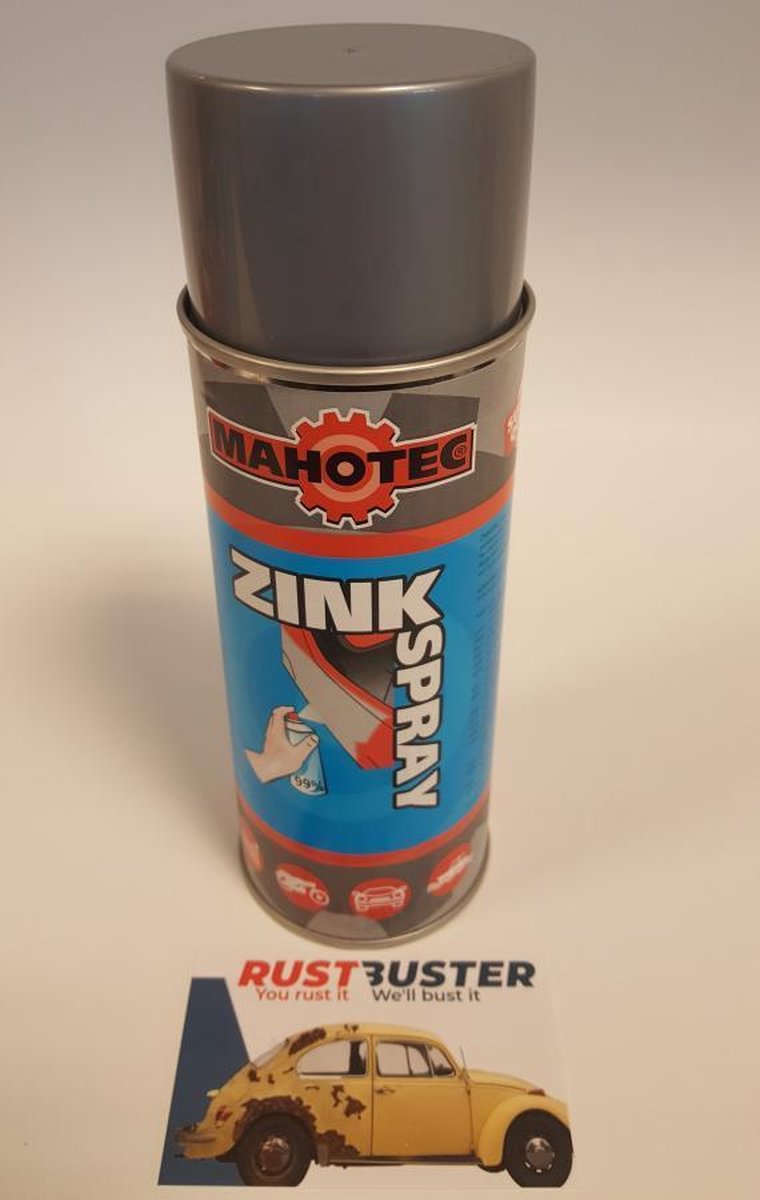 MAHOTEC®
ZINK
SPRAY
99%
RUSTBUSTER
You rust it We'll bust it